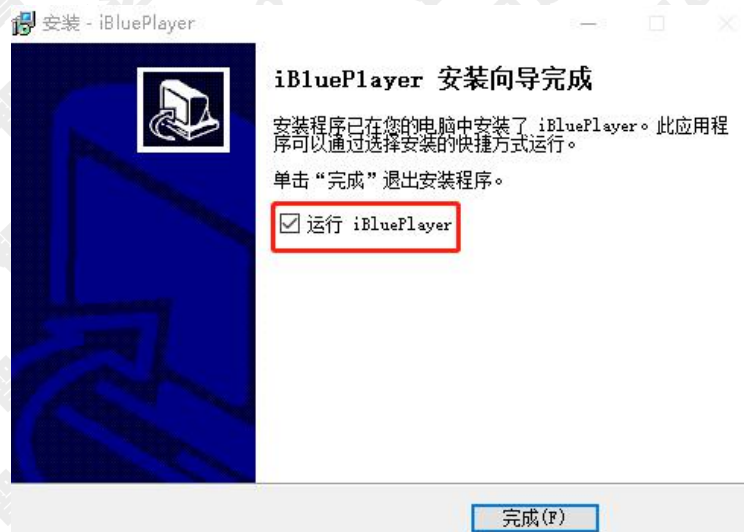 安装 - iBluePlayer
iBluePlayer 安装向导完成
安装程序已在您的电脑中安装了 iBluePlayer。此应用程
序可以通过选择安装的快捷方式运行。
单击“完成”退出安装程序。
运行 iBluePlayer
完成(F)